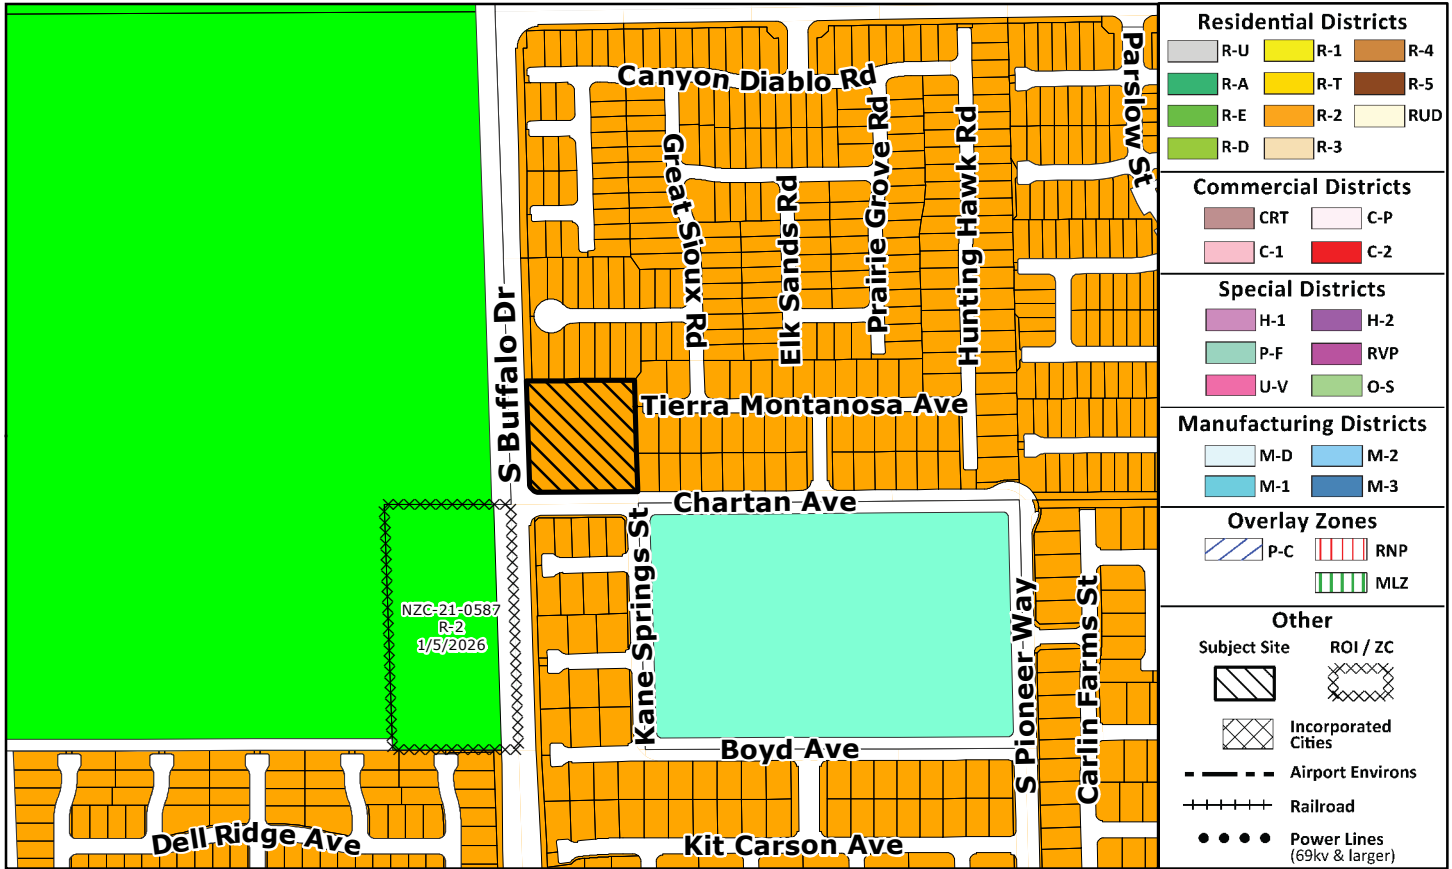 Canyon Diablo Rd
Parslow St
Great Sioux Rd
Elk Sands Rd
Prairie Grove Rd
Hunting Hawk Rd
S Buffalo Dr
Tierra Montanosa Ave
Chartan Ave
Kane Springs St
S Pioneer Way
Carlin Farms St
NZC-21-0587
R-2
1/5/2026
Boyd Ave
Dell Ridge Ave
Kit Carson Ave
Residential Districts
R-U
R-1
R-4
R-A
R-T
R-5
R-E
R-2
RUD
R-D
R-3
Commercial Districts
CRT
C-P
C-1
C-2
Special Districts
H-1
H-2
P-F
RVP
U-V
O-S
Manufacturing Districts
M-D
M-2
M-1
M-3
Overlay Zones
P-C
RNP
MLZ
Other
Subject Site
ROI / ZC
Incorporated
Cities
Airport Environs
Railroad
Power Lines
(69kv & larger)